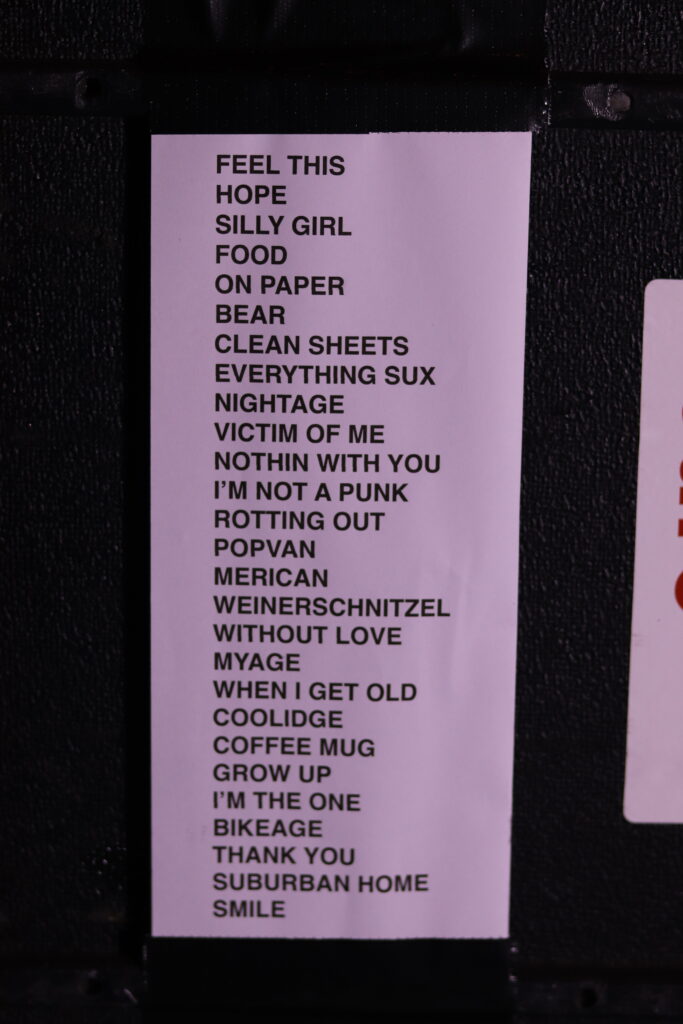 FEEL THIS
HOPE
SILLY GIRL
FOOD
ON PAPER
BEAR
CLEAN SHEETS
EVERYTHING SUX
NIGHTAGE
VICTIM OF ME
NOTHIN WITH YOU
I'M NOT A PUNK
ROTTING OUT
POPVAN
MERICAN
WEINERSCHNITZEL
WITHOUT LOVE
MYAGE
WHEN I GET OLD
COOLIDGE
COFFEE MUG
GROW UP
I'M THE ONE
BIKEAGE
THANK YOU
SUBURBAN HOME
SMILE